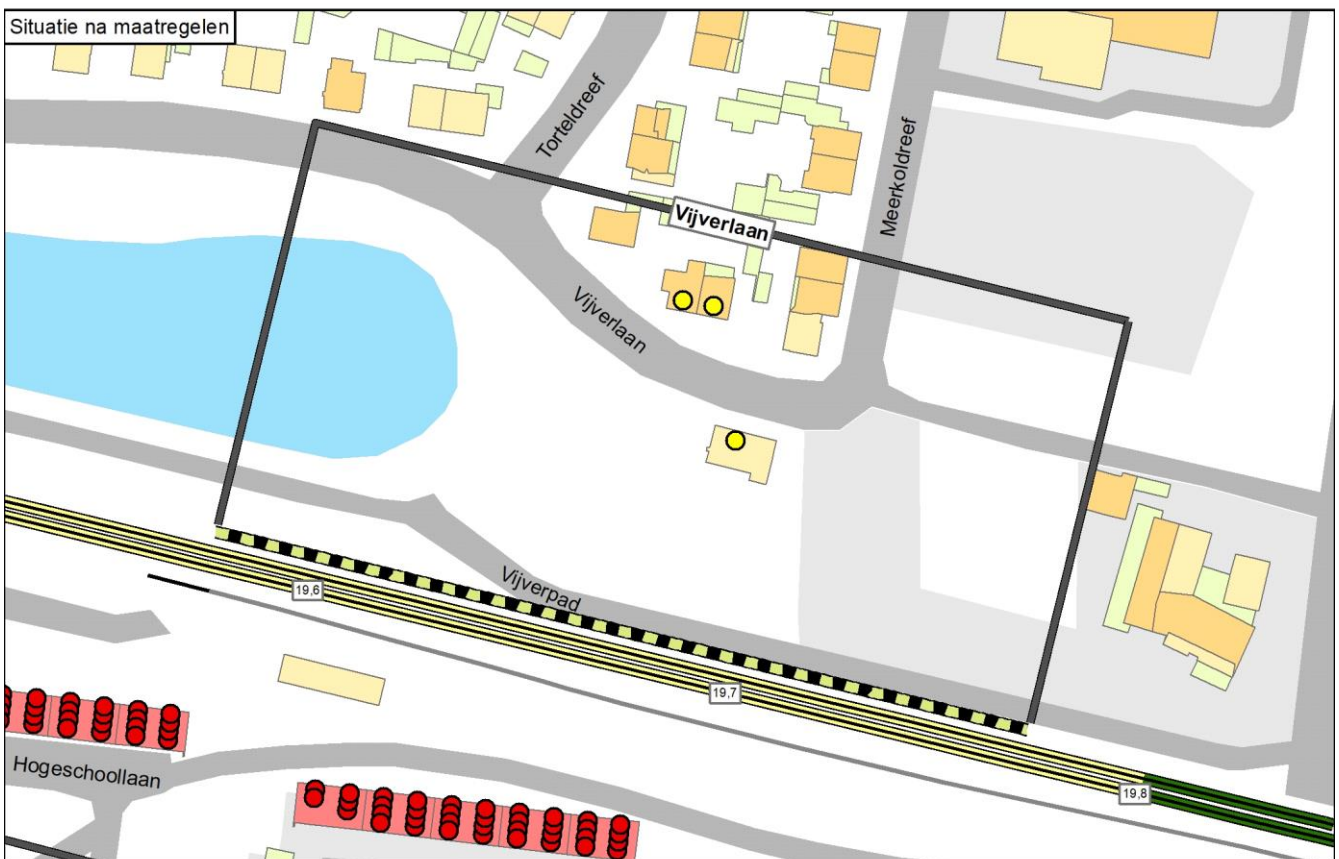 Situatie na maatregelen
Torteldreef
Meerkoldreef
Vijverlaan
Vijverlaan
Vijverpad
19,6
19,7
19,8
Hogeschoollaan